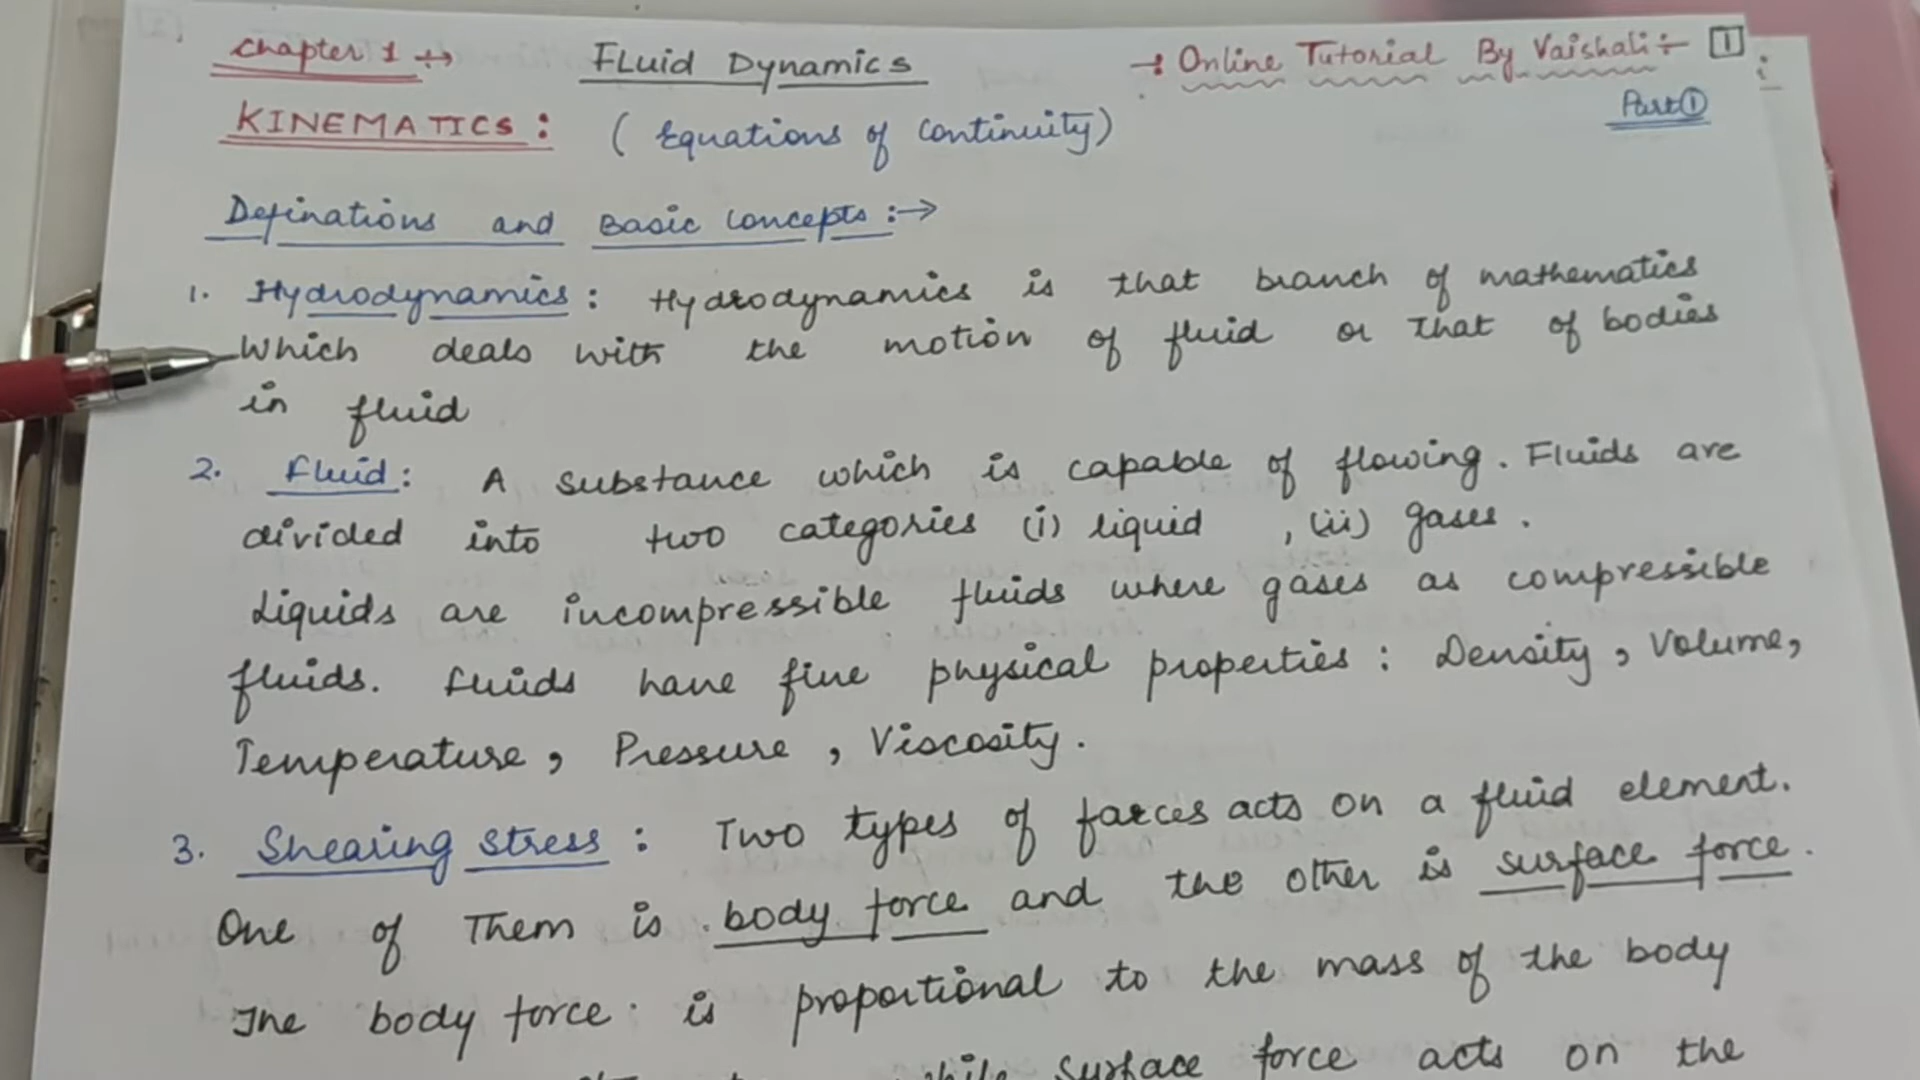 Chapter 1 → Fluid Dynamics → Online Tutorial By Vaishali ÷ 1
Part ①
KINEMATICS : ( Equations of Continuity)
Definations and Basic Concepts :→
1. Hydrodynamics : Hydrodynamics is that branch of mathematics
Which deals with the motion of fluid or that of bodies
in fluid
2. Fluid : A substance which is capable of flowing. Fluids are
divided into two categories (i) liquid , (ii) gases .
Liquids are incompressible fluids where gases as compressible
fluids. Fluids have five physical properties : Density, Volume,
Temperature, Pressure , Viscosity .
3. Shearing stress : Two types of forces acts on a fluid element.
One of Them is body force and the other is surface force .
The body force is proportional to the mass of the body
while surface force acts on the